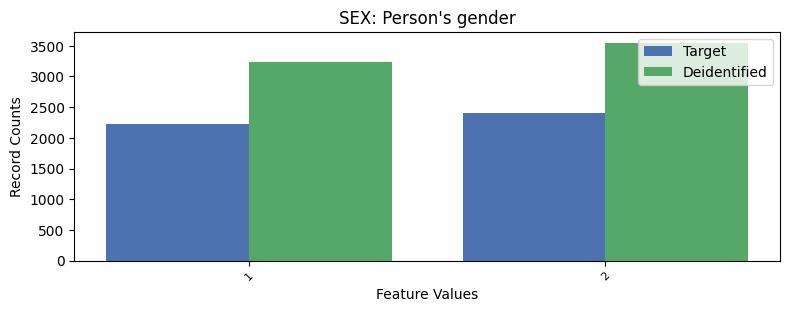 SEX: Person's gender
Target
Deidentified
Record Counts
3500
3000
2500
2000
1500
1000
500
0
1
2
Feature Values